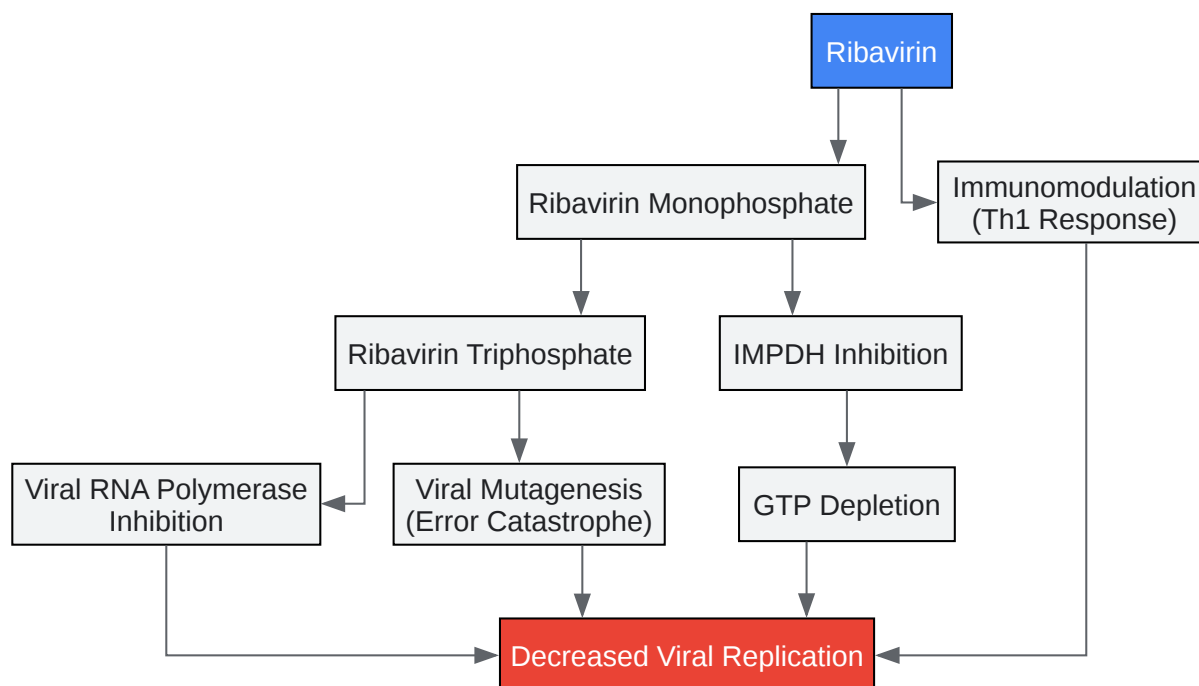 Ribavirin
Ribavirin Monophosphate
Immunomodulation
(Th1 Response)
Ribavirin Triphosphate
IMPDH Inhibition
Viral RNA Polymerase
Inhibition
Viral Mutagenesis
(Error Catastrophe)
GTP Depletion
Decreased Viral Replication